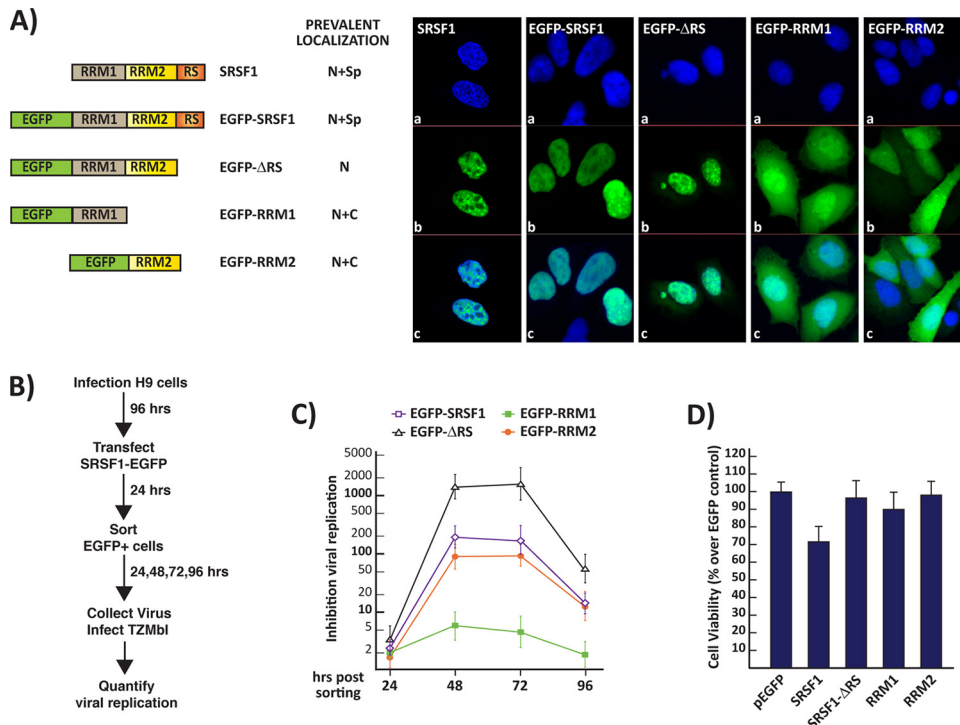 A)
PREVALENT
LOCALIZATION
RRM1 RRM2 RS SRSF1 N+Sp
EGFP RRM1 RRM2 RS EGFP-SRSF1 N+Sp
EGFP RRM1 RRM2 EGFP-ΔRS N
EGFP RRM1 EGFP-RRM1 N+C
EGFP RRM2 EGFP-RRM2 N+C
SRSF1 EGFP-SRSF1 EGFP-ΔRS EGFP-RRM1 EGFP-RRM2
a a a a a
b b b b b
c c c c c
B)
Infection H9 cells
96 hrs
Transfect
SRSF1-EGFP
24 hrs
Sort
EGFP+ cells
24,48,72,96 hrs
Collect Virus
Infect TZMbl
Quantify
viral replication
C)
EGFP-SRSF1 EGFP-RRM1
EGFP-ΔRS EGFP-RRM2
Inhibition viral replication
5000
2000
1000
500
200
100
50
20
10
5
2
hrs post
sorting
24 48 72 96
D)
Cell Viability (% over EGFP control)
120
110
100
90
80
70
60
50
40
30
20
10
pEGFP
SRSF1
SRSF1-ΔRS
RRM1
RRM2